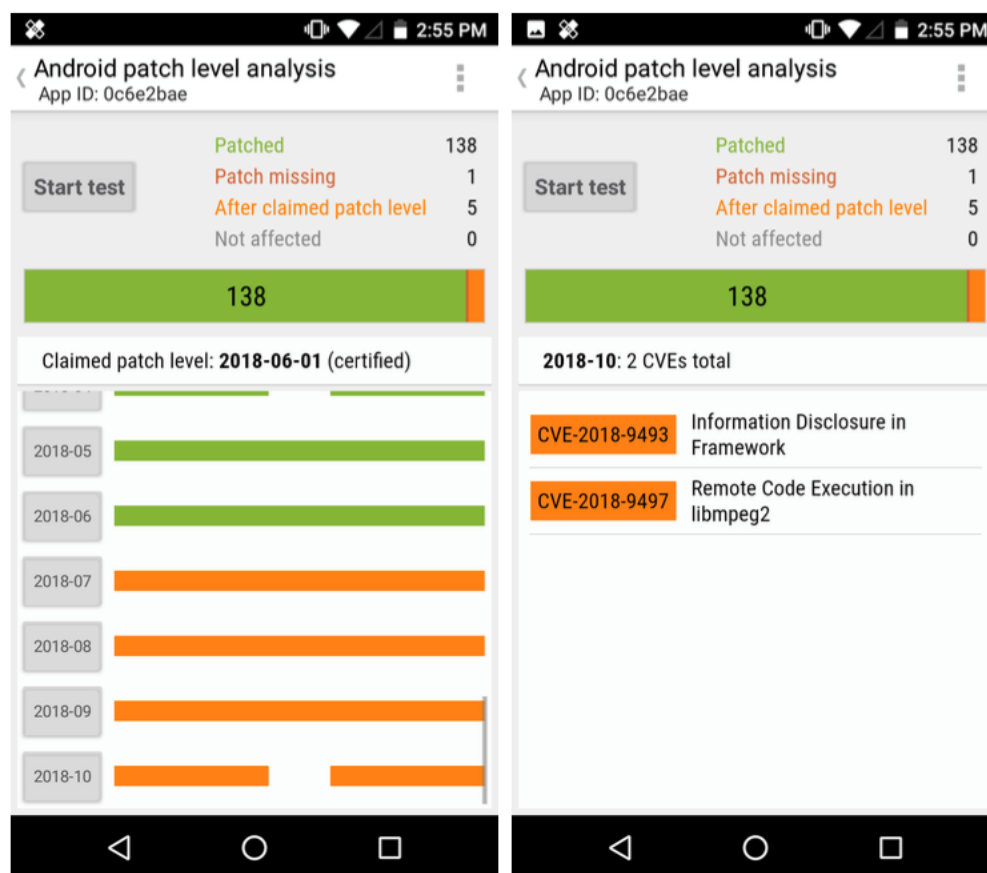 2:55 PM
Android patch level analysis
App ID: 0c6e2bae
Start test
Patched 138
Patch missing 1
After claimed patch level 5
Not affected 0
138
Claimed patch level: 2018-06-01 (certified)
2018-05
2018-06
2018-07
2018-08
2018-09
2018-10
2:55 PM
Android patch level analysis
App ID: 0c6e2bae
Start test
Patched 138
Patch missing 1
After claimed patch level 5
Not affected 0
138
2018-10: 2 CVEs total
CVE-2018-9493 Information Disclosure in
Framework
CVE-2018-9497 Remote Code Execution in
libmpeg2